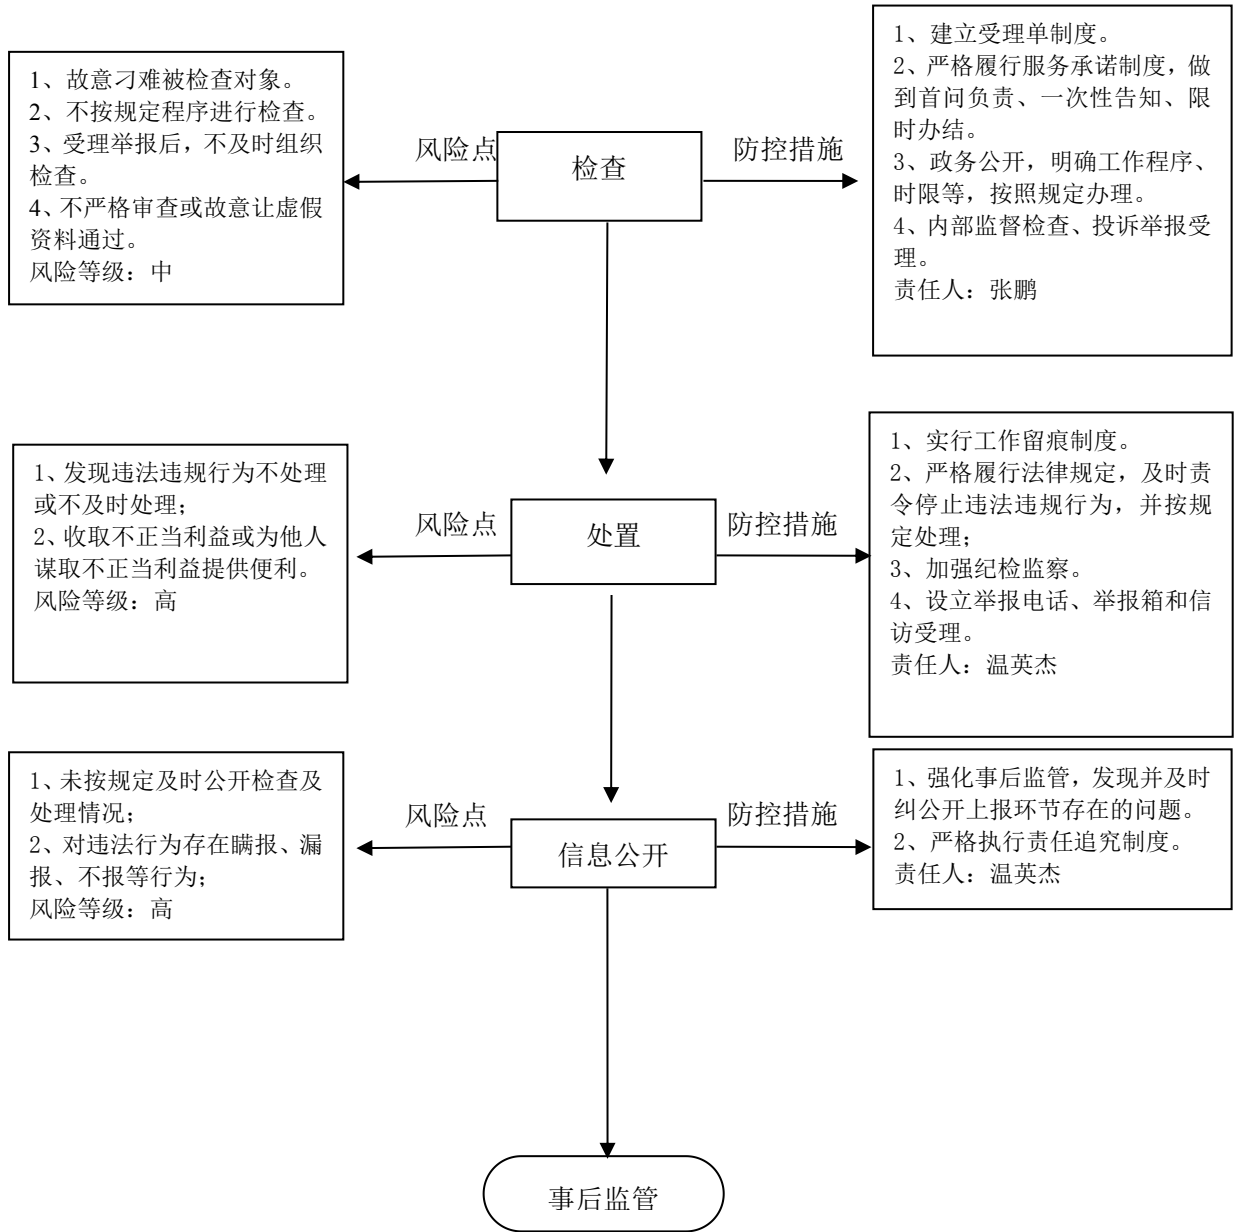 1、故意刁难被检查对象。
2、不按规定程序进行检查。
3、受理举报后，不及时组织
检查。
4、不严格审查或故意让虚假
资料通过。
风险等级：中
风险点
检查
防控措施
1、建立受理单制度。
2、严格履行服务承诺制度，做
到首问负责、一次性告知、限
时办结。
3、政务公开，明确工作程序、
时限等，按照规定办理。
4、内部监督检查、投诉举报受
理。
责任人：张鹏
1、发现违法违规行为不处理
或不及时处理；
2、收取不正当利益或为他人
谋取不正当利益提供便利。
风险等级：高
风险点
处置
防控措施
1、实行工作留痕制度。
2、严格履行法律规定，及时责
令停止违法违规行为，并按规
定处理；
3、加强纪检监察。
4、设立举报电话、举报箱和信
访受理。
责任人：温英杰
1、未按规定及时公开检查及
处理情况；
2、对违法行为存在瞒报、漏
报、不报等行为；
风险等级：高
风险点
信息公开
防控措施
1、强化事后监管，发现并及时
纠公开上报环节存在的问题。
2、严格执行责任追究制度。
责任人：温英杰
事后监管